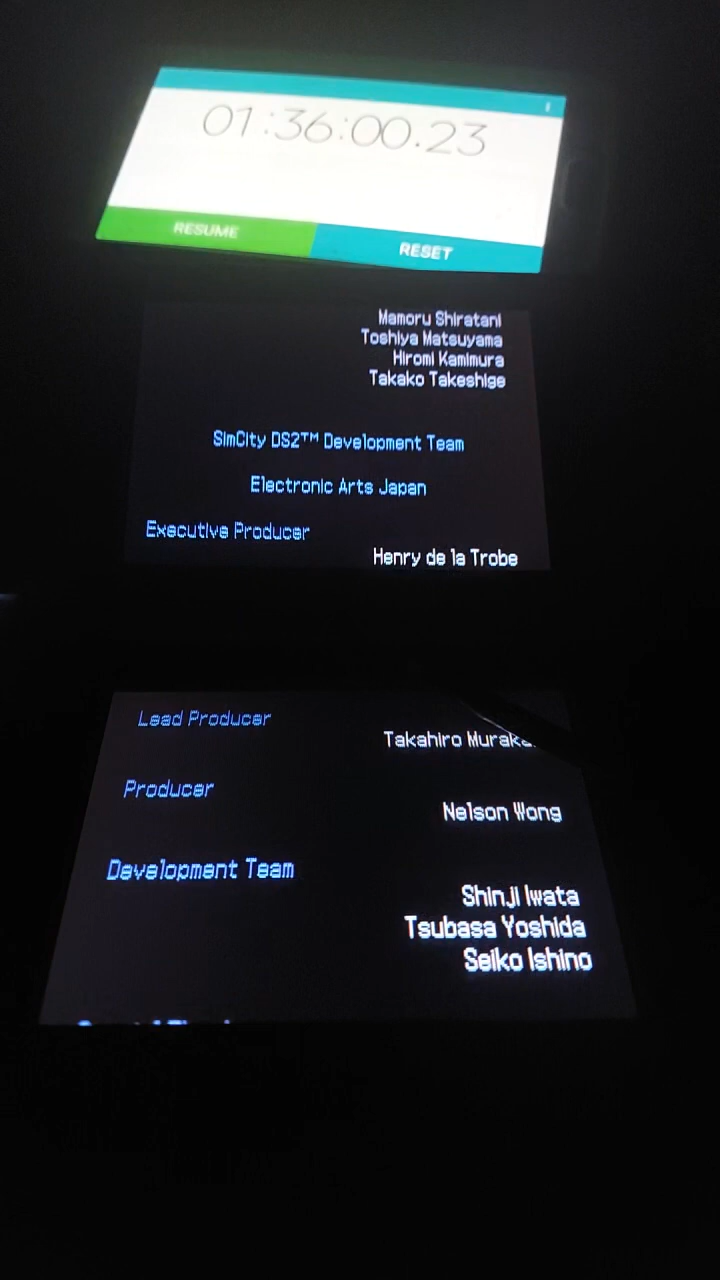 01:36:00.23
RESUME
RESET
Mamoru Shiratani
Toshiya Matsuyama
Hiromi Kamimura
Takako Takeshige
SimCity DS2™ Development Team
Electronic Arts Japan
Executive Producer
Henry de la Trobe
Lead Producer
Takahiro
Producer
Nelson Wong
Development Team
Shinji Iwata
Tsubasa Yoshida
Seiko Ishino